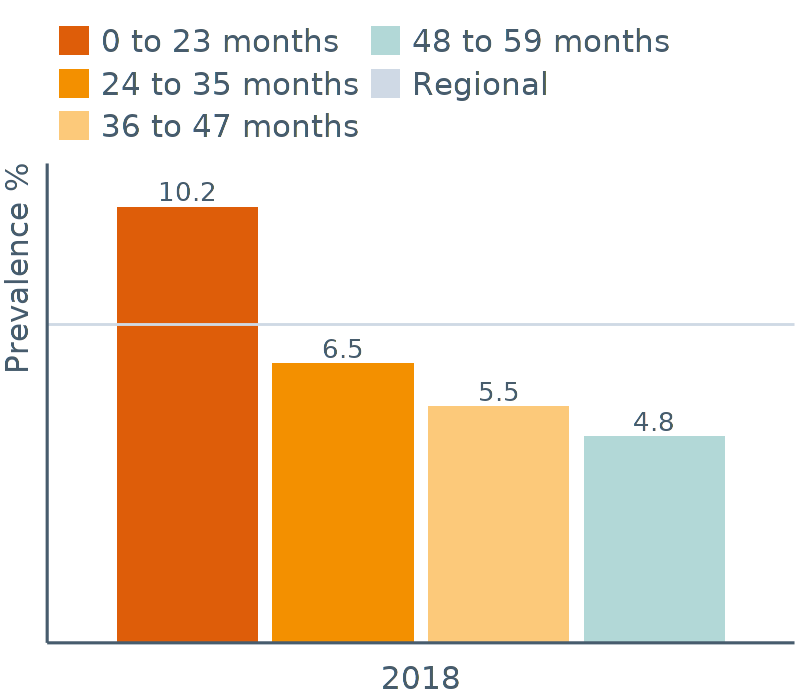 0 to 23 months
24 to 35 months
36 to 47 months
48 to 59 months
Regional
Prevalence %
10.2
6.5
5.5
4.8
2018